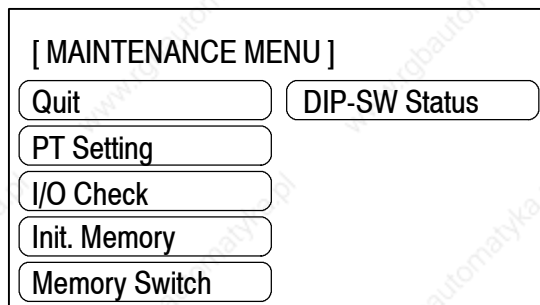 [ MAINTENANCE MENU ]
Quit
DIP-SW Status
PT Setting
I/O Check
Init. Memory
Memory Switch